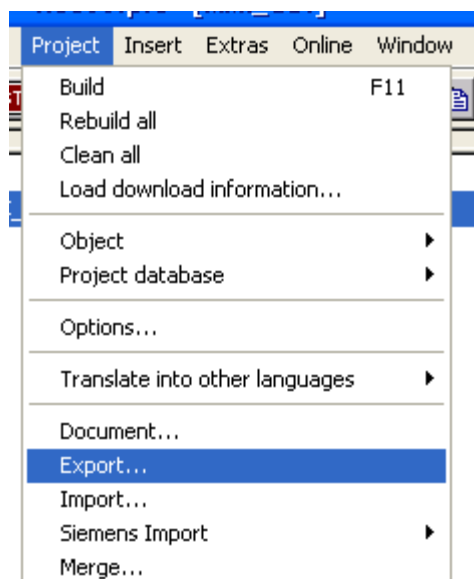 Project Insert Extras Online Window
Build F11
Rebuild all
Clean all
Load download information...
Object
Project database
Options...
Translate into other languages
Document...
Export...
Import...
Siemens Import
Merge...